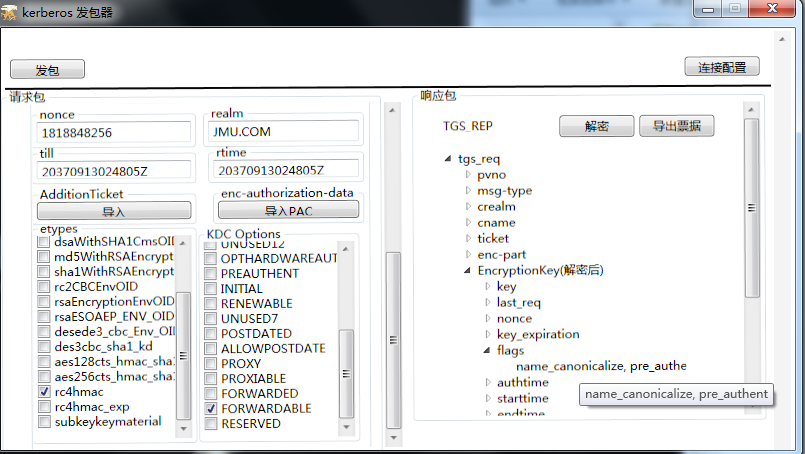 kerberos 发包器
发包
连接配置
请求包
nonce
realm
1818848256
JMU.COM
till
rtime
20370913024805Z
20370913024805Z
AdditionTicket
enc-authorization-data
导入
导入PAC
etypes
dsaWithSHA1CmsOID
md5WithRSAEncrypt
sha1WithRSAEncrypt
rc2CBCEnvOID
rsaEncryptionEnvOID
rsaESOAEP_ENV_OID
desede3_cbc_Env_OID
des3cbc_sha1_kd
aes128cts_hmac_sha1
aes256cts_hmac_sha1
rc4hmac
rc4hmac_exp
subkeykeymaterial
KDC Options
UNUSED12
OPTHARDWAREAUT
PREAUTHENT
INITIAL
RENEWABLE
UNUSED7
POSTDATED
ALLOWPOSTDATE
PROXY
PROXIABLE
FORWARDED
FORWARDABLE
RESERVED
响应包
TGS_REP
解密
导出票据
tgs_req
pvno
msg-type
crealm
cname
ticket
enc-part
EncryptionKey(解密后)
key
last_req
nonce
key_expiration
flags
name_canonicalize, pre_authe
authtime
starttime
endtime
name_canonicalize, pre_authent